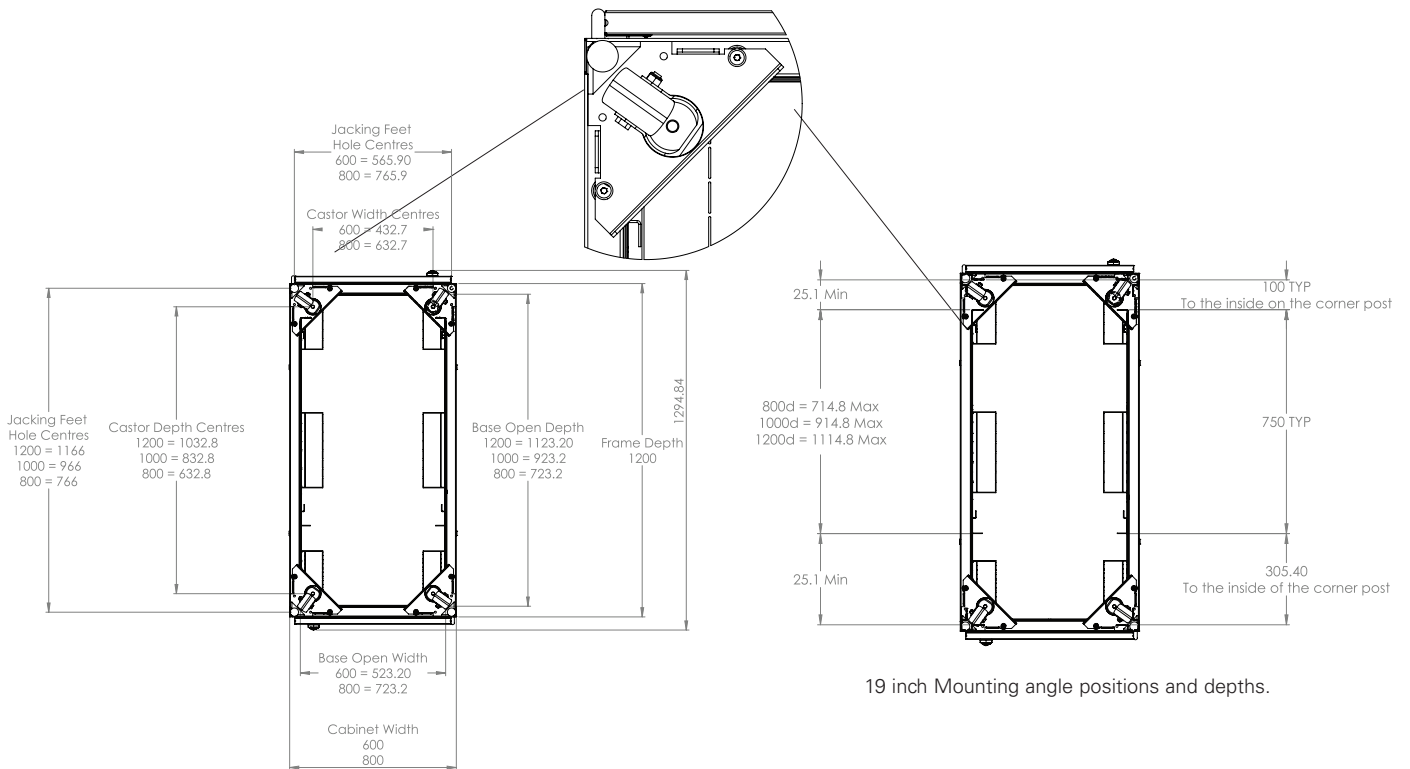 Jacking Feet
Hole Centres
600 = 565.90
800 = 765.9
Castor Width Centres
600 = 432.7
800 = 632.7
Jacking Feet
Hole Centres
1200 = 1166
1000 = 966
800 = 766
Castor Depth Centres
1200 = 1032.8
1000 = 832.8
800 = 632.8
Base Open Depth
1200 = 1123.20
1000 = 923.2
800 = 723.2
Frame Depth
1200
1294.84
Base Open Width
600 = 523.20
800 = 723.2
Cabinet Width
600
800
25.1 Min
800d = 714.8 Max
1000d = 914.8 Max
1200d = 1114.8 Max
25.1 Min
100 TYP
To the inside on the corner post
750 TYP
305.40
To the inside of the corner post
19 inch Mounting angle positions and depths.